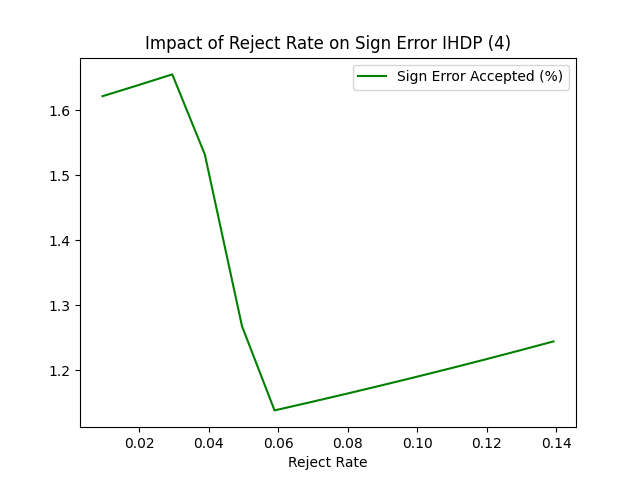 Impact of Reject Rate on Sign Error IHDP (4)
Sign Error Accepted (%)
1.6
1.5
1.4
1.3
1.2
0.02 0.04 0.06 0.08 0.10 0.12 0.14
Reject Rate